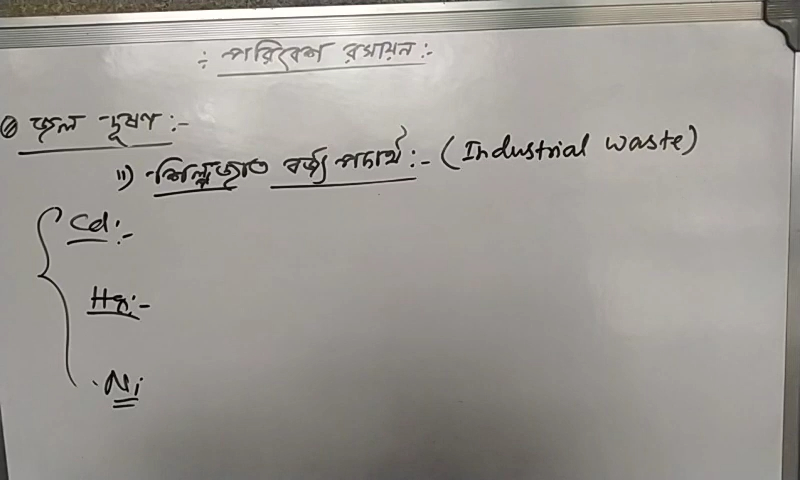 ÷ পরিবেশ রসায়ন :-
জল দূষণ :-
ii) শিল্পজাত বর্জ্য পদার্থ :- (Industrial waste)
Cd :-
Hg :-
Ni